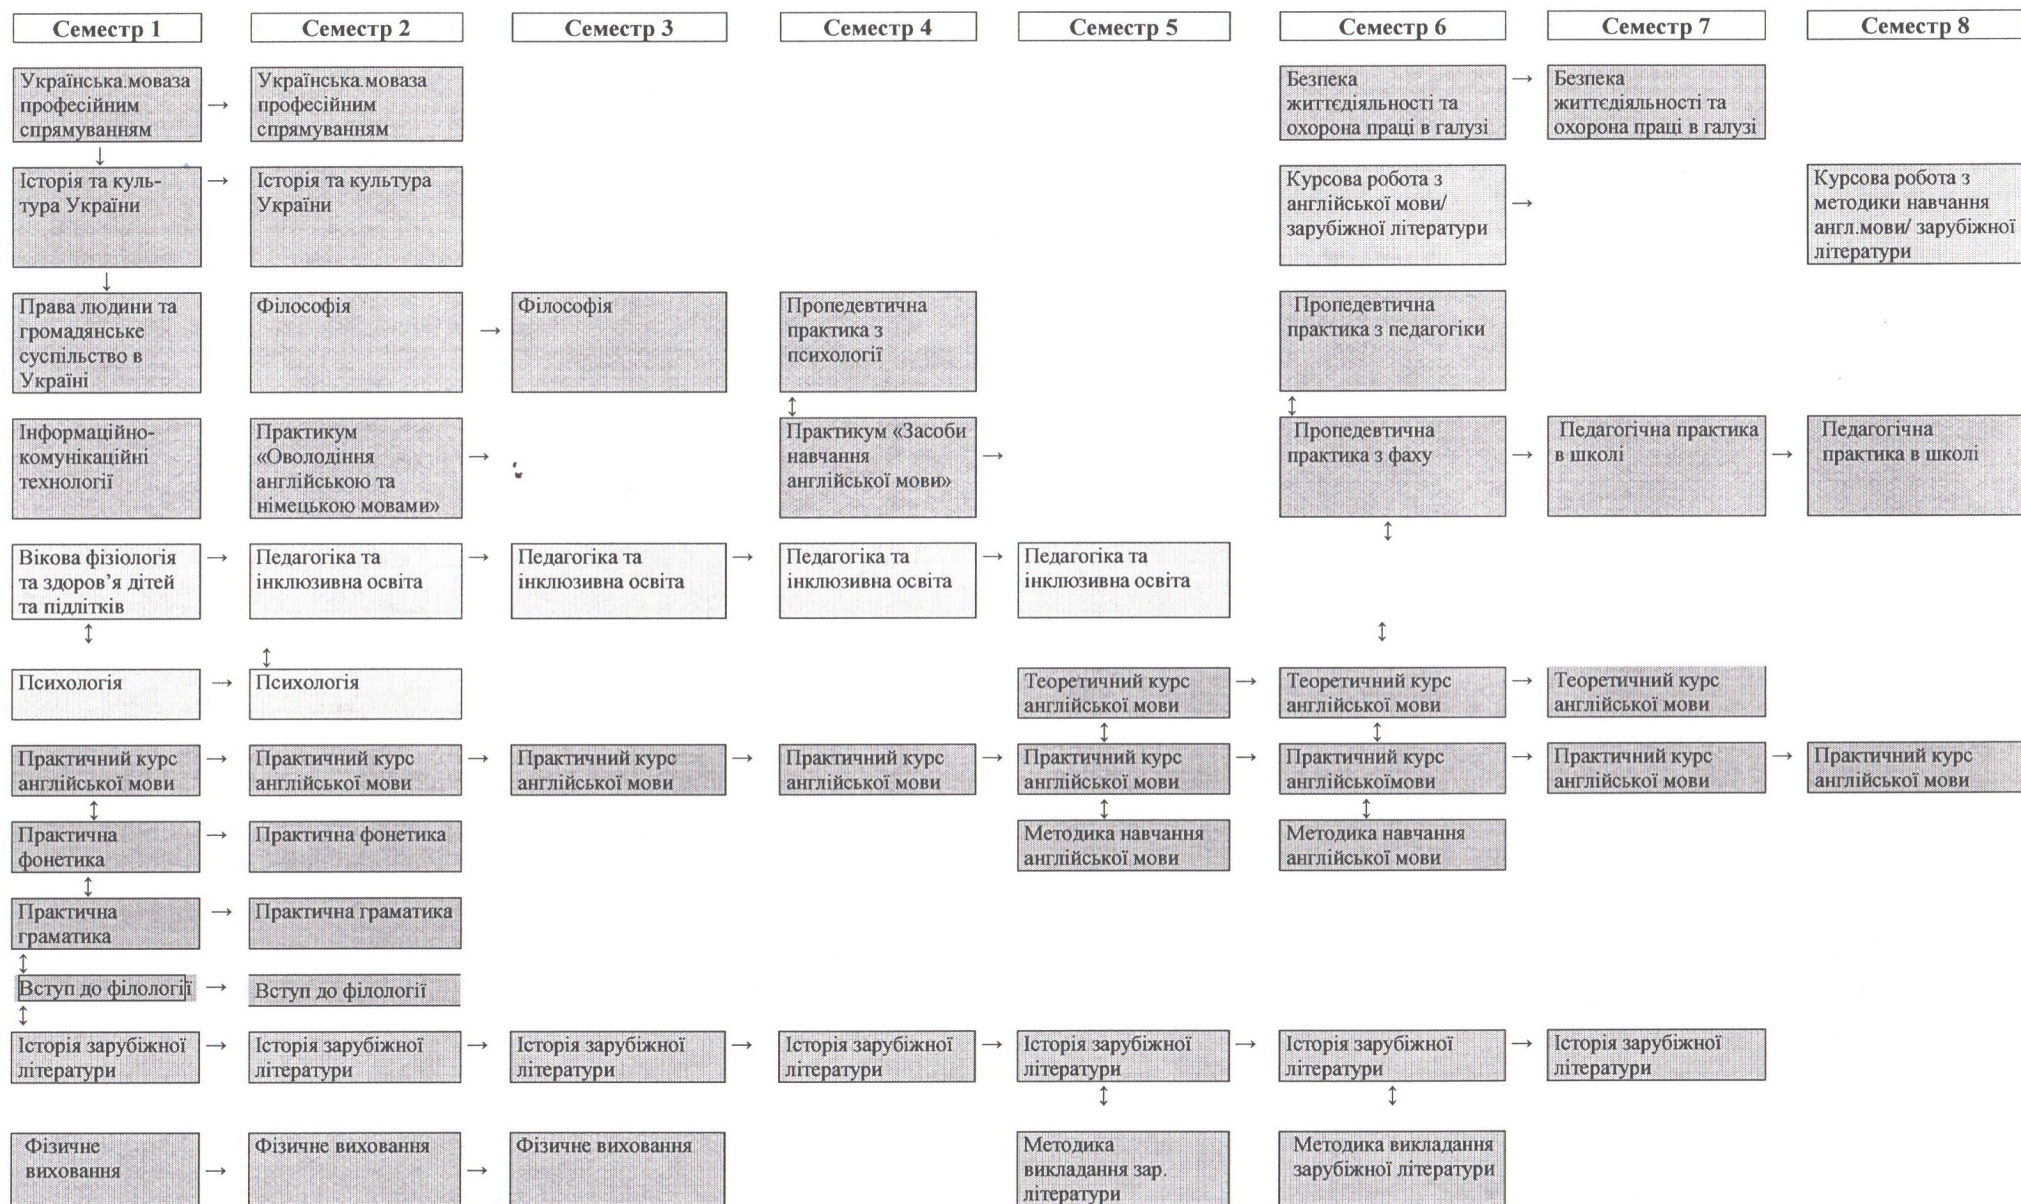 Семестр 1
Семестр 2
Семестр 3
Семестр 4
Семестр 5
Семестр 6
Семестр 7
Семестр 8
Українська.моваза
професійним
спрямуванням
→
Українська.моваза
професійним
спрямуванням
Безпека
життєдіяльності та
охорона праці в галузі
→
Безпека
життєдіяльності та
охорона праці в галузі
↓
Історія та куль-
тура України
→
Історія та культура
України
Курсова робота з
англійської мови/
зарубіжної літератури
→
Курсова робота з
методики навчання
англ.мови/ зарубіжної
літератури
↓
Права людини та
громадянське
суспільство в
Україні
Філософія
→
Філософія
Пропедевтична
практика з
психології
Пропедевтична
практика з педагогіки
↕
↕
Інформаційно-
комунікаційні
технології
Практикум
«Оволодіння
англійською та
німецькою мовами»
→
Практикум «Засоби
навчання
англійської мови»
→
Пропедевтична
практика з фаху
→
Педагогічна практика
в школі
→
Педагогічна
практика в школі
↕
Вікова фізіологія
та здоров’я дітей
та підлітків
→
Педагогіка та
інклюзивна освіта
→
Педагогіка та
інклюзивна освіта
→
Педагогіка та
інклюзивна освіта
→
Педагогіка та
інклюзивна освіта
↕
↕
↕
Психологія
→
Психологія
Теоретичний курс
англійської мови
→
Теоретичний курс
англійської мови
→
Теоретичний курс
англійської мови
↕
↕
Практичний курс
англійської мови
→
Практичний курс
англійської мови
→
Практичний курс
англійської мови
→
Практичний курс
англійської мови
→
Практичний курс
англійської мови
→
Практичний курс
англійськоїмови
→
Практичний курс
англійської мови
→
Практичний курс
англійської мови
↕
↕
↕
Практична
фонетика
→
Практична фонетика
Методика навчання
англійської мови
Методика навчання
англійської мови
↕
Практична
граматика
→
Практична граматика
↕
Вступ до філології
→
Вступ до філології
↕
Історія зарубіжної
літератури
→
Історія зарубіжної
літератури
→
Історія зарубіжної
літератури
→
Історія зарубіжної
літератури
→
Історія зарубіжної
літератури
→
Історія зарубіжної
літератури
→
Історія зарубіжної
літератури
↕
↕
Фізичне
виховання
→
Фізичне виховання
→
Фізичне виховання
Методика
викладання зар.
літератури
Методика викладання
зарубіжної літератури